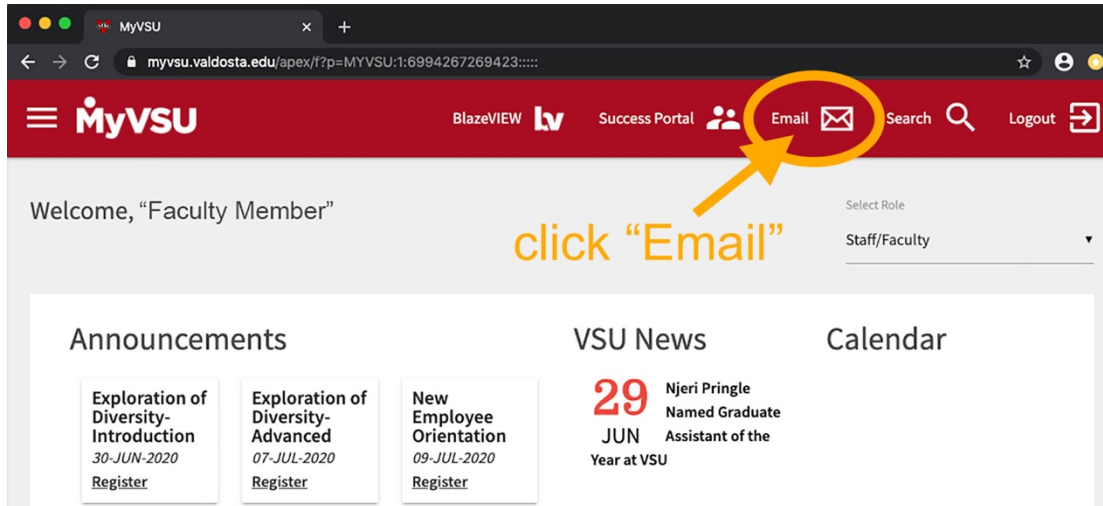 MyVSU
myvsu.valdosta.edu/apex/f?p=MYVSU:1:6994267269423:::::
MyVSU
BlazeVIEW
Success Portal
Email
Search
Logout
Welcome, “Faculty Member”
Select Role
Staff/Faculty
click “Email”
Announcements
Exploration of
Diversity-
Introduction
30-JUN-2020
Register
Exploration of
Diversity-
Advanced
07-JUL-2020
Register
New
Employee
Orientation
09-JUL-2020
Register
VSU News
29
JUN
Njeri Pringle
Named Graduate
Assistant of the
Year at VSU
Calendar